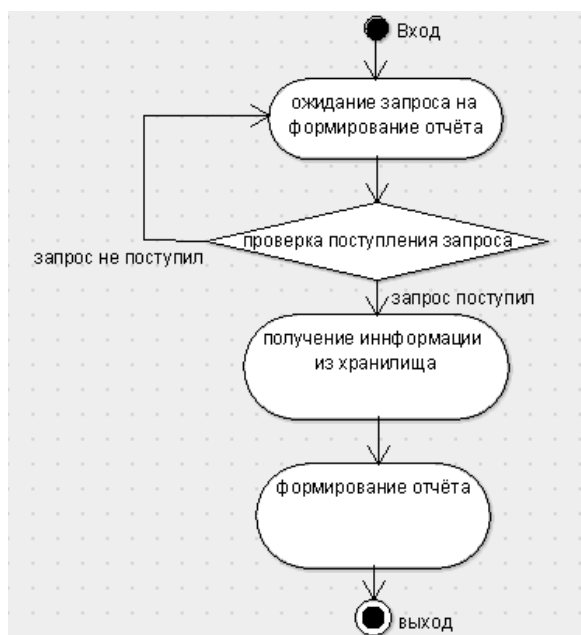 Вход
ожидание запроса на
формирование отчёта
проверка поступления запроса
запрос не поступил
запрос поступил
получение иннформации
из хранилища
формирование отчёта
выход